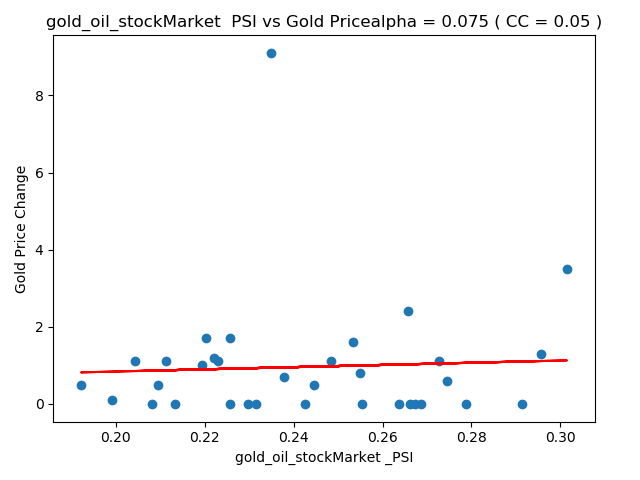 gold_oil_stockMarket  PSI vs Gold Pricealpha = 0.075 ( CC = 0.05 )
8
6
4
2
0
Gold Price Change
0.20 0.22 0.24 0.26 0.28 0.30
gold_oil_stockMarket _PSI